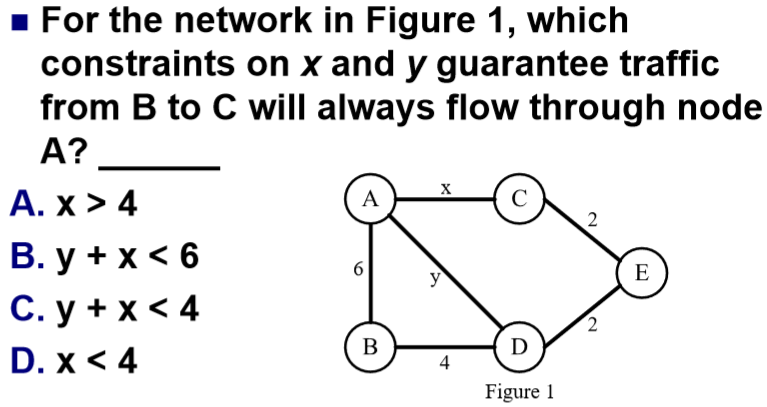 ■ For the network in Figure 1, which
constraints on x and y guarantee traffic
from B to C will always flow through node
A? ________
A. x > 4
B. y + x < 6
C. y + x < 4
D. x < 4
A
x
C
2
6
y
E
B
4
D
2
Figure 1